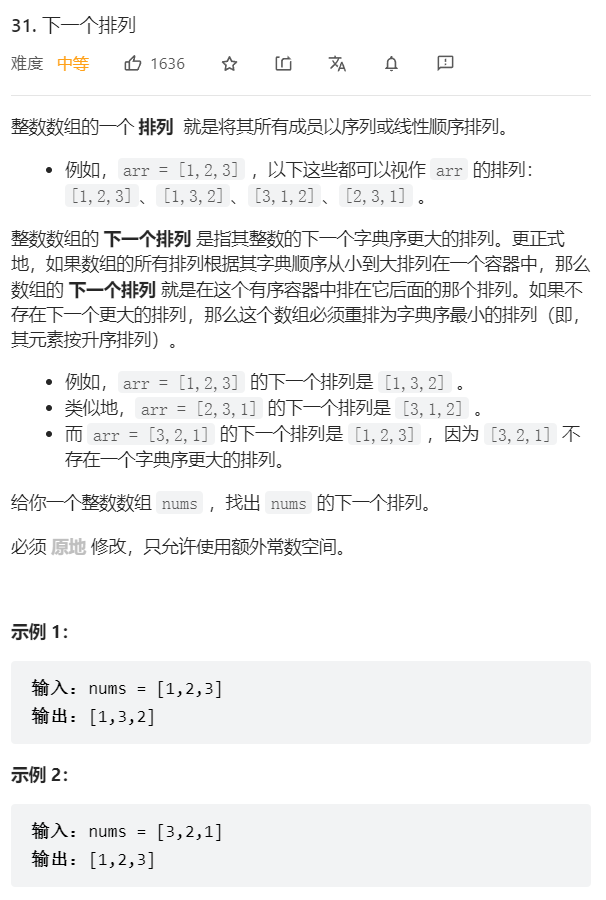 31. 下一个排列
难度 中等 1636
整数数组的一个 排列 就是将其所有成员以序列或线性顺序排列。
• 例如，arr = [1,2,3] ，以下这些都可以视作 arr 的排列：
[1,2,3]、[1,3,2]、[3,1,2]、[2,3,1] 。
整数数组的 下一个排列 是指其整数的下一个字典序更大的排列。更正式
地，如果数组的所有排列根据其字典顺序从小到大排列在一个容器中，那么
数组的 下一个排列 就是在这个有序容器中排在它后面的那个排列。如果不
存在下一个更大的排列，那么这个数组必须重排为字典序最小的排列（即，
其元素按升序排列）。
• 例如，arr = [1,2,3] 的下一个排列是 [1,3,2] 。
• 类似地，arr = [2,3,1] 的下一个排列是 [3,1,2] 。
• 而 arr = [3,2,1] 的下一个排列是 [1,2,3] ，因为 [3,2,1] 不
存在一个字典序更大的排列。
给你一个整数数组 nums ，找出 nums 的下一个排列。
必须 原地 修改，只允许使用额外常数空间。
示例 1：
输入：nums = [1,2,3]
输出：[1,3,2]
示例 2：
输入：nums = [3,2,1]
输出：[1,2,3]